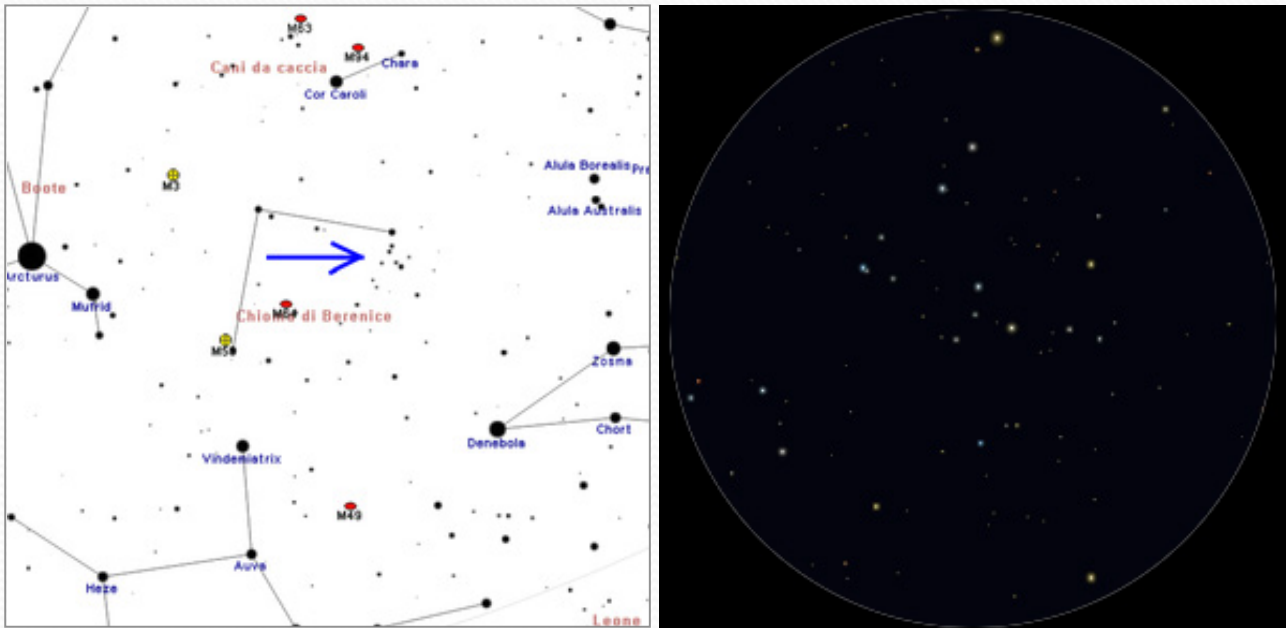 M63
M94
Cani da caccia
Chara
Cor Caroli
Alula Borealis
M3
Boote
Alula Australis
Arcturus
Mufrid
M64
Chioma di Berenice
M53
Zosma
Denebola
Chort
Vindemiatrix
M49
Auva
Heze
Leone